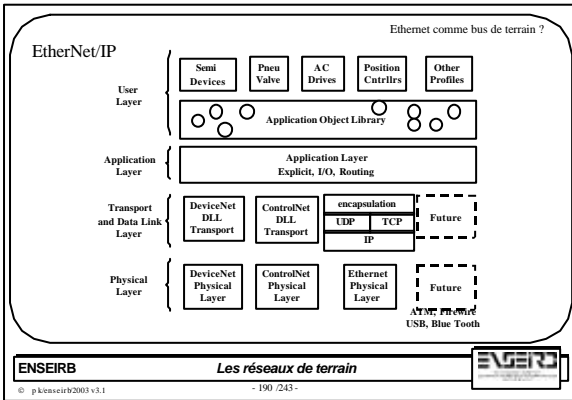 Ethernet comme bus de terrain ?
EtherNet/IP
User
Layer
Semi
Devices
Pneu
Valve
AC
Drives
Position
Cntrllrs
Other
Profiles
Application Object Library
Application
Layer
Application Layer
Explicit, I/O, Routing
Transport
and Data Link
Layer
DeviceNet
DLL
Transport
ControlNet
DLL
Transport
encapsulation
UDP
TCP
IP
Future
Physical
Layer
DeviceNet
Physical
Layer
ControlNet
Physical
Layer
Ethernet
Physical
Layer
Future
ATM, Firewire
USB, Blue Tooth
ENSEIRB
Les réseaux de terrain
ENSEIRB
© pk/enseirb/2003 v3.1
- 190 /243 -